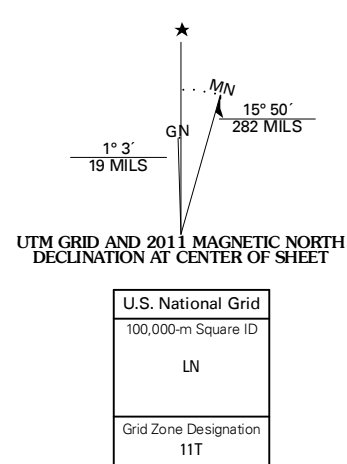 MN
15° 50´
282 MILS
GN
1° 3´
19 MILS
UTM GRID AND 2011 MAGNETIC NORTH
DECLINATION AT CENTER OF SHEET
U.S. National Grid
100,000-m Square ID
LN
Grid Zone Designation
11T